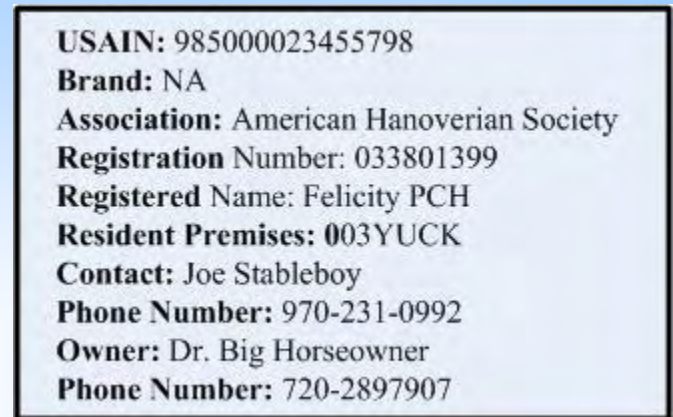 USAIN: 985000023455798
Brand: NA
Association: American Hanoverian Society
Registration Number: 033801399
Registered Name: Felicity PCH
Resident Premises: 003YUCK
Contact: Joe Stableboy
Phone Number: 970-231-0992
Owner: Dr. Big Horseowner
Phone Number: 720-2897907